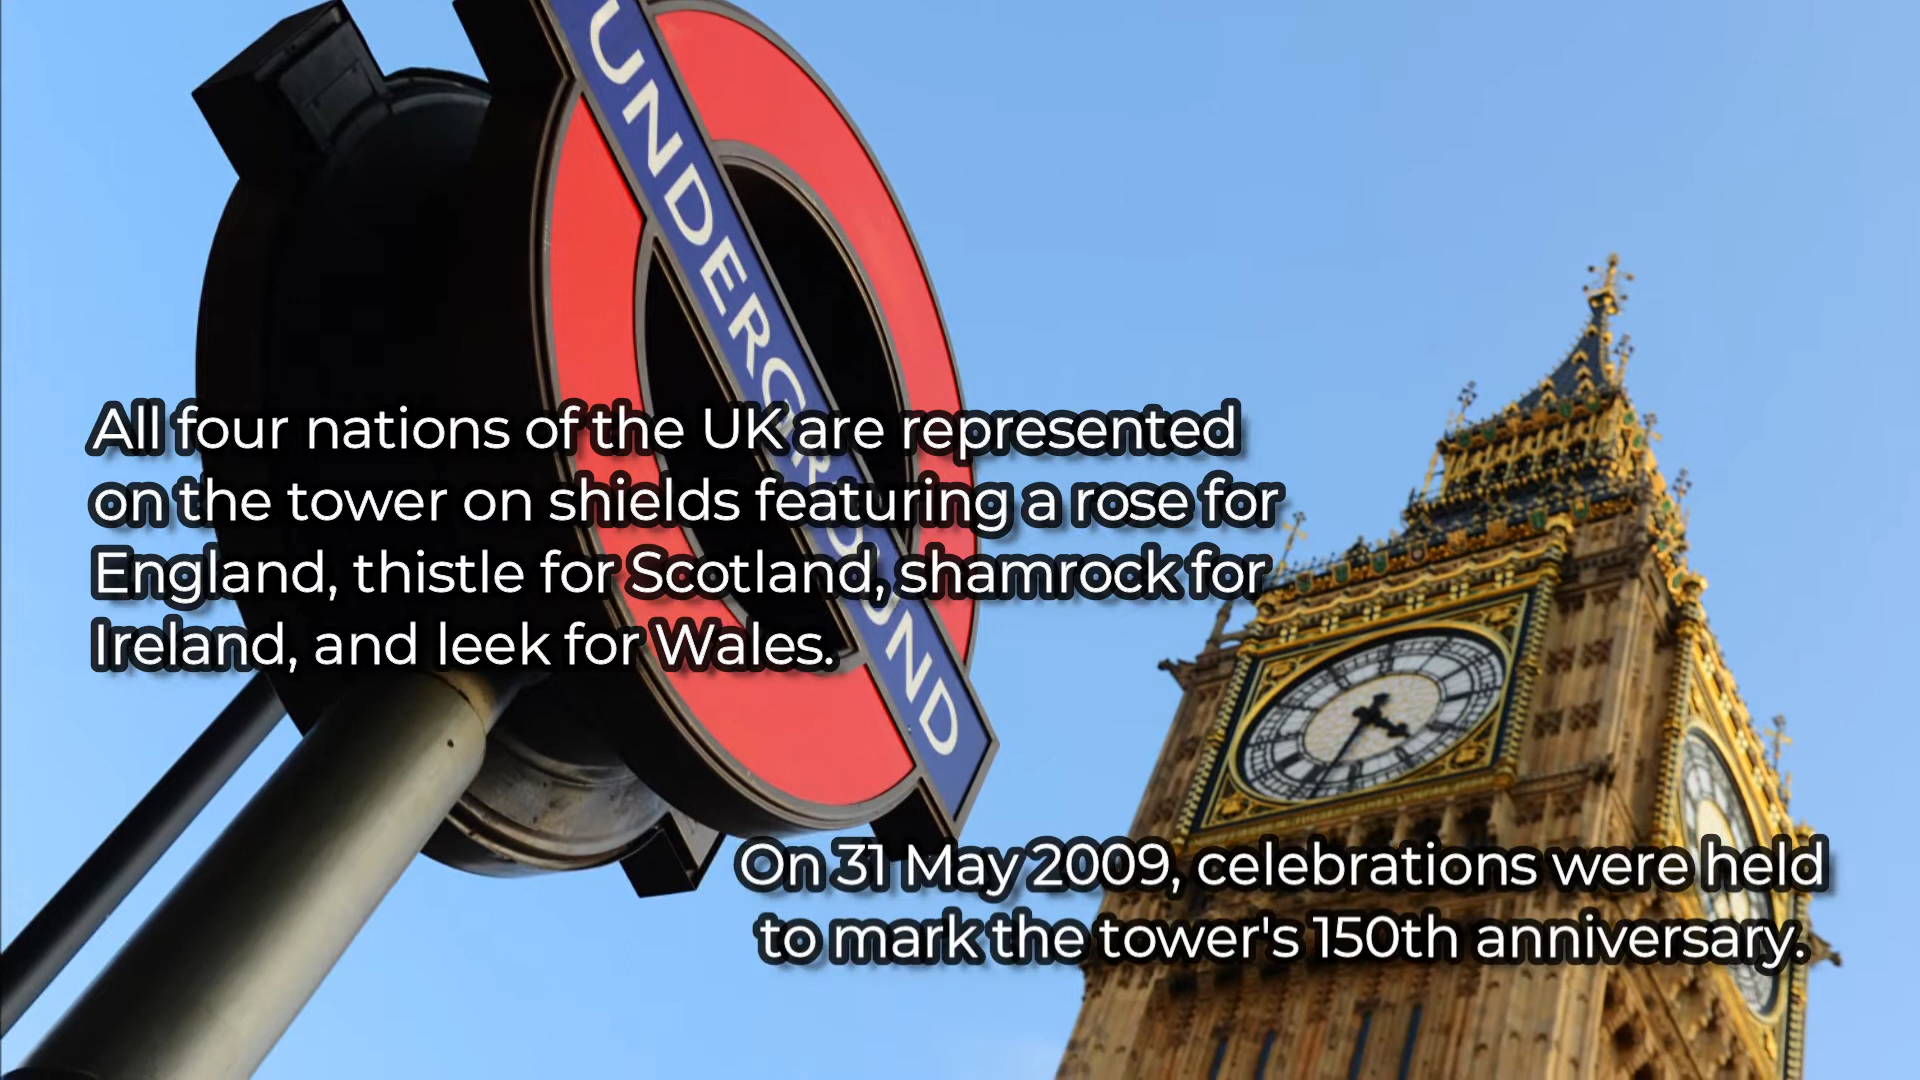 UNDERGROUND
All four nations of the UK are represented
on the tower on shields featuring a rose for
England, thistle for Scotland, shamrock for
Ireland, and leek for Wales.
On 31 May 2009, celebrations were held
to mark the tower's 150th anniversary.